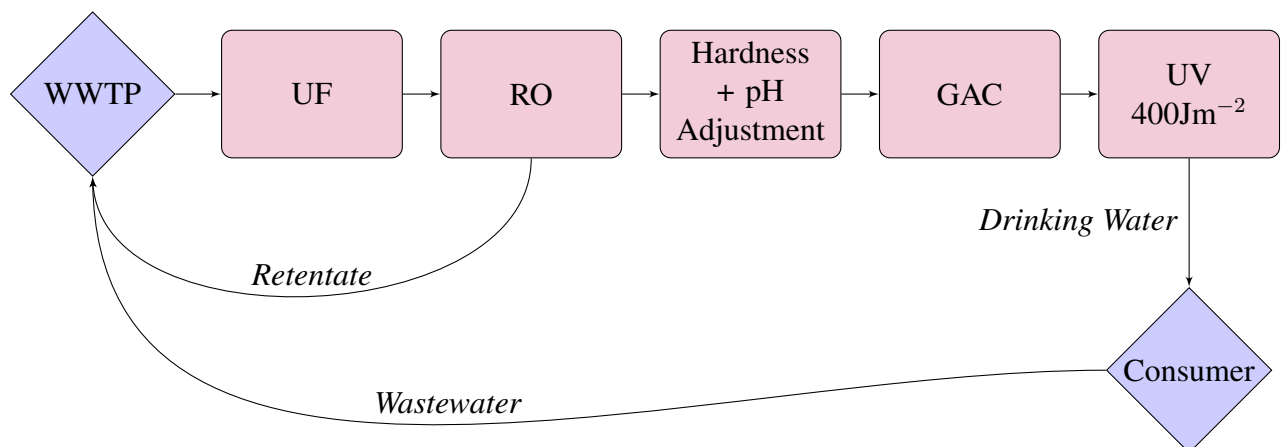 WWTP
UF
RO
Hardness
+ pH
Adjustment
GAC
UV
400Jm⁻²
Drinking Water
Retentate
Consumer
Wastewater